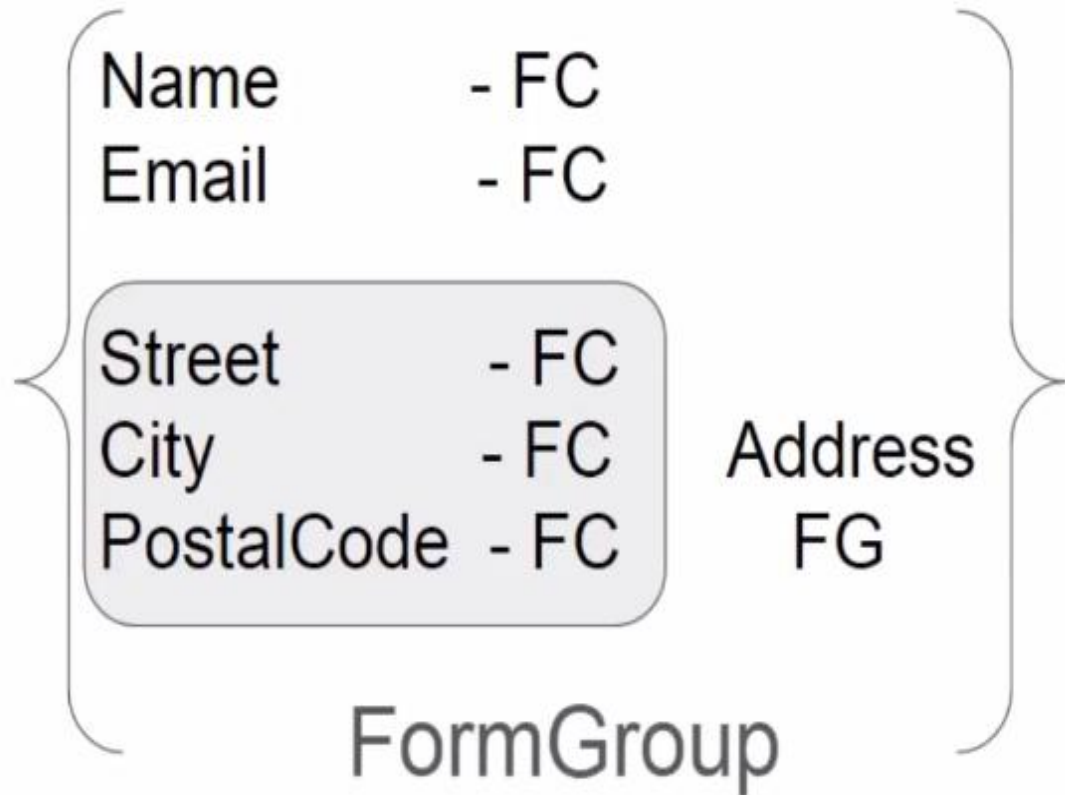 Name - FC
Email - FC
Street - FC
City - FC Address
PostalCode - FC FG
FormGroup